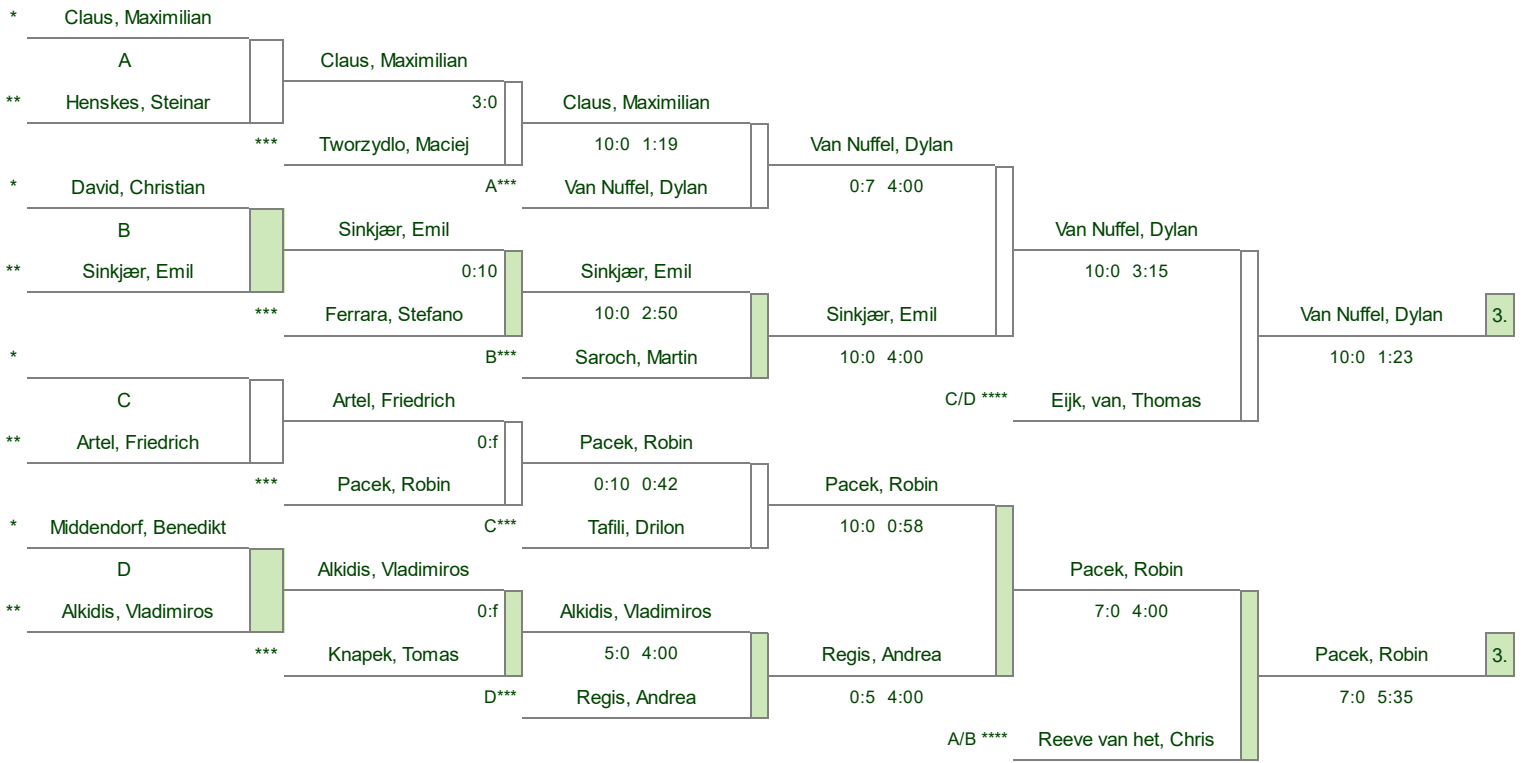 * Claus, Maximilian
A Claus, Maximilian
** Henskes, Steinar 3:0 Claus, Maximilian
*** Tworzydlo, Maciej 10:0 1:19 Van Nuffel, Dylan
* David, Christian A*** Van Nuffel, Dylan 0:7 4:00
B Sinkjær, Emil Van Nuffel, Dylan
** Sinkjær, Emil 0:10 Sinkjær, Emil 10:0 3:15
*** Ferrara, Stefano 10:0 2:50 Sinkjær, Emil Van Nuffel, Dylan 3.
* B*** Saroch, Martin 10:0 4:00 10:0 1:23
C Artel, Friedrich C/D **** Eijk, van, Thomas
** Artel, Friedrich 0:f Pacek, Robin
*** Pacek, Robin 0:10 0:42 Pacek, Robin
* Middendorf, Benedikt C*** Tafili, Drilon 10:0 0:58
D Alkidis, Vladimiros Pacek, Robin
** Alkidis, Vladimiros 0:f Alkidis, Vladimiros 7:0 4:00
*** Knapek, Tomas 5:0 4:00 Regis, Andrea Pacek, Robin 3.
D*** Regis, Andrea 0:5 4:00 7:0 5:35
A/B **** Reeve van het, Chris